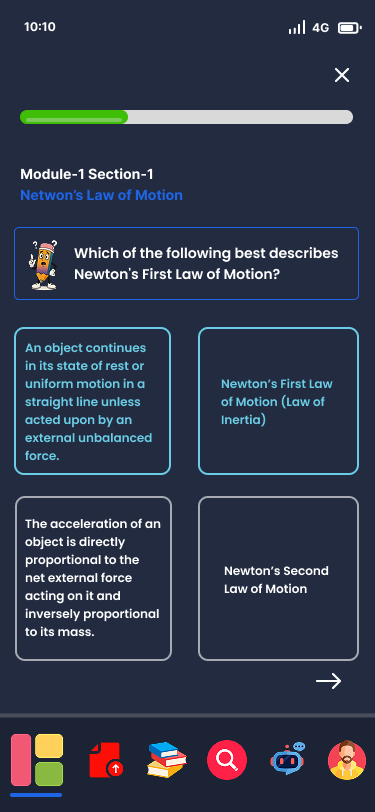 10:10
4G
Module-1 Section-1
Netwon's Law of Motion
Which of the following best describes
Newton's First Law of Motion?
An object continues
in its state of rest or
uniform motion in a
straight line unless
acted upon by an
external unbalanced
force.
Newton's First Law
of Motion (Law of
Inertia)
The acceleration of an
object is directly
proportional to the
net external force
acting on it and
inversely proportional
to its mass.
Newton's Second
Law of Motion